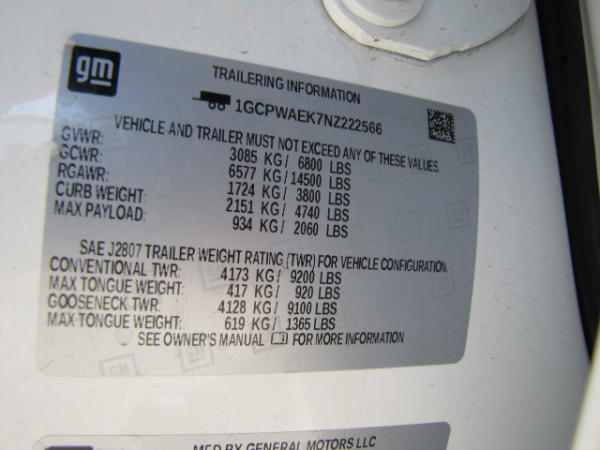 gm
TRAILERING INFORMATION
1GCPWAEK7NZ222566
VEHICLE AND TRAILER MUST NOT EXCEED ANY OF THESE VALUES.
GVWR: 3085 KG / 6800 LBS
GCWR: 6577 KG / 14500 LBS
RGAWR: 1724 KG / 3800 LBS
CURB WEIGHT: 2151 KG / 4740 LBS
MAX PAYLOAD: 934 KG / 2060 LBS
SAE J2807 TRAILER WEIGHT RATING (TWR) FOR VEHICLE CONFIGURATION.
CONVENTIONAL TWR: 4173 KG / 9200 LBS
MAX TONGUE WEIGHT: 417 KG / 920 LBS
GOOSENECK TWR: 4128 KG / 9100 LBS
MAX TONGUE WEIGHT: 619 KG / 1365 LBS
SEE OWNER'S MANUAL FOR MORE INFORMATION
MFD BY GENERAL MOTORS LLC